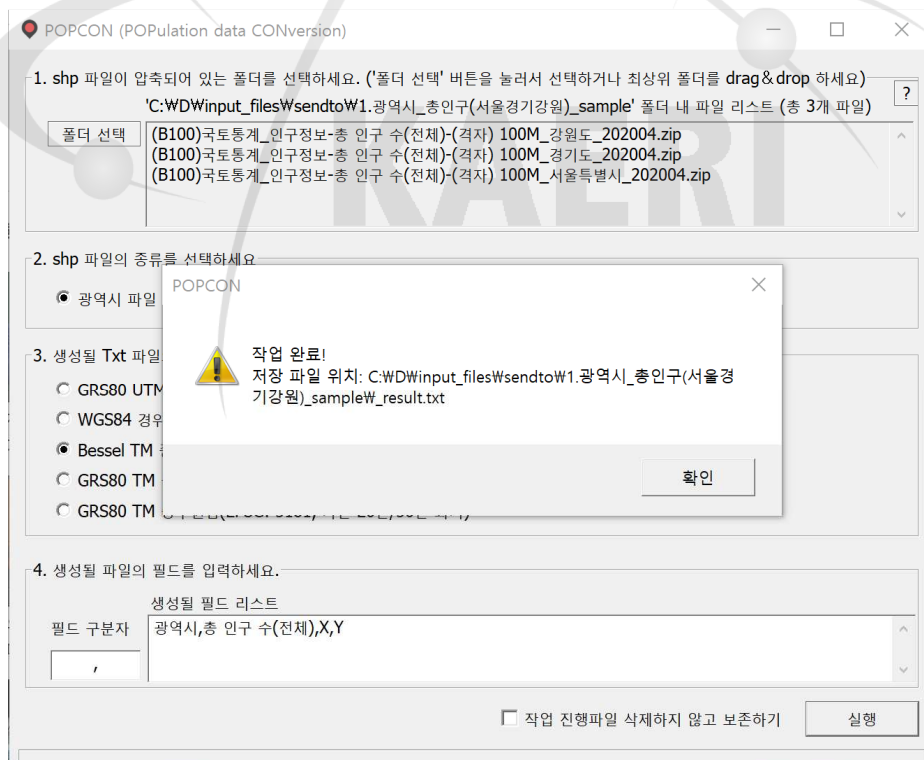 POPCON (POPulation data CONversion)
1. shp 파일이 압축되어 있는 폴더를 선택하세요. ('폴더 선택' 버튼을 눌러서 선택하거나 최상위 폴더를 drag&drop 하세요)
?
'C:₩D₩input_files₩sendto₩1.광역시_총인구(서울경기강원)_sample' 폴더 내 파일 리스트 (총 3개 파일)
폴더 선택
(B100)국토통계_인구정보-총 인구 수(전체)-(격자) 100M_강원도_202004.zip
(B100)국토통계_인구정보-총 인구 수(전체)-(격자) 100M_경기도_202004.zip
(B100)국토통계_인구정보-총 인구 수(전체)-(격자) 100M_서울특별시_202004.zip
KAERI
2. shp 파일의 종류를 선택하세요
광역시 파일
POPCON
작업 완료!
저장 파일 위치: C:₩D₩input_files₩sendto₩1.광역시_총인구(서울경
기강원)_sample₩_result.txt
확인
3. 생성될 Txt 파일
GRS80 UTM
WGS84 경위
Bessel TM
GRS80 TM
GRS80 TM
4. 생성될 파일의 필드를 입력하세요.
생성될 필드 리스트
필드 구분자
광역시,총 인구 수(전체),X,Y
,
작업 진행파일 삭제하지 않고 보존하기
실행